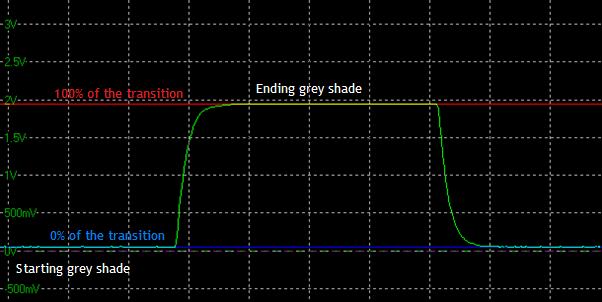 3V
2.5V
100% of the transition
Ending grey shade
2V
1.5V
1V
500mV
0% of the transition
0V
Starting grey shade
-500mV